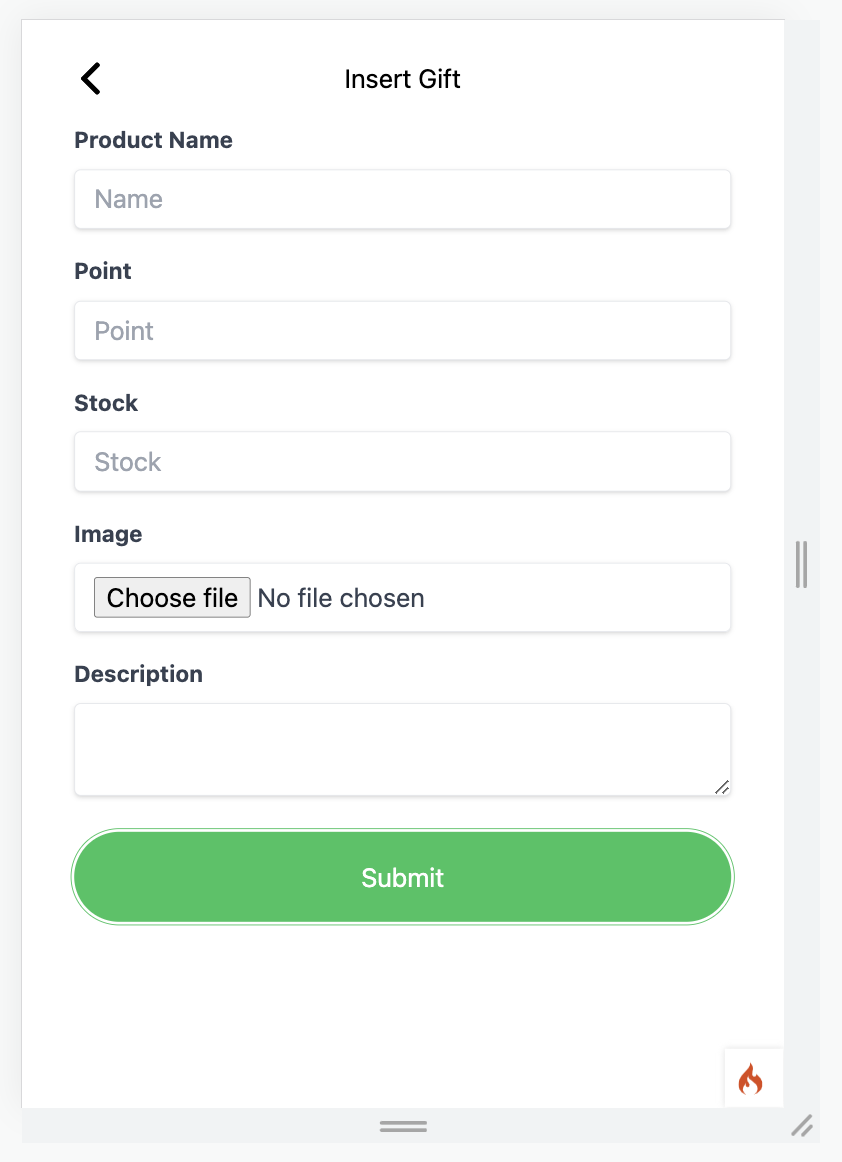 Insert Gift
Product Name
Name
Point
Point
Stock
Stock
Image
Choose file No file chosen
Description
Submit